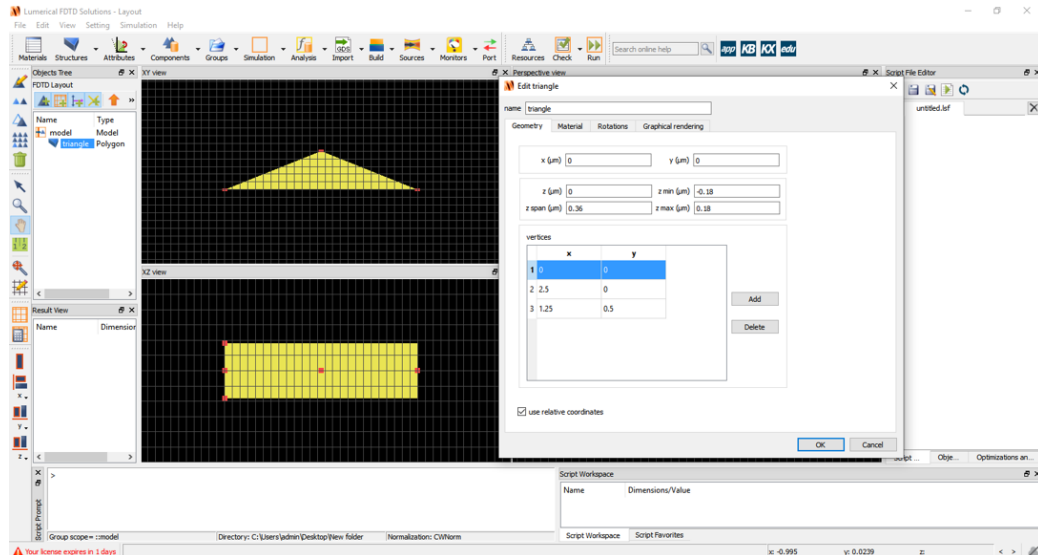 Lumerical FDTD Solutions - Layout
File Edit View Setting Simulation Help
Materials Structures Attributes Components Groups Simulation Analysis Import Build Sources Monitors Port Resources Check Run Search online help app KB KX edu
GDS
Objects Tree
XY view
Perspective view
Script File Editor
FDTD Layout
untitled.lsf
Name Type
model Model
triangle Polygon
Edit triangle
name triangle
Geometry Material Rotations Graphical rendering
x (μm) 0 y (μm) 0
z (μm) 0 z min (μm) -0.18
z span (μm) 0.36 z max (μm) 0.18
vertices
x y
1 0 0
2 2.5 0
3 1.25 0.5
Add
Delete
use relative coordinates
OK Cancel
XZ view
Result View
Name Dimension
x
y
z
Obje... Optimizations an...
Script Prompt
>
Group scope= ::model Directory: C:\Users\admin\Desktop\New folder Normalization: CWNorm
Script Workspace
Name Dimensions/Value
Script Workspace Script Favorites
Your license expires in 1 days
x: -0.995 y: 0.0239 z: